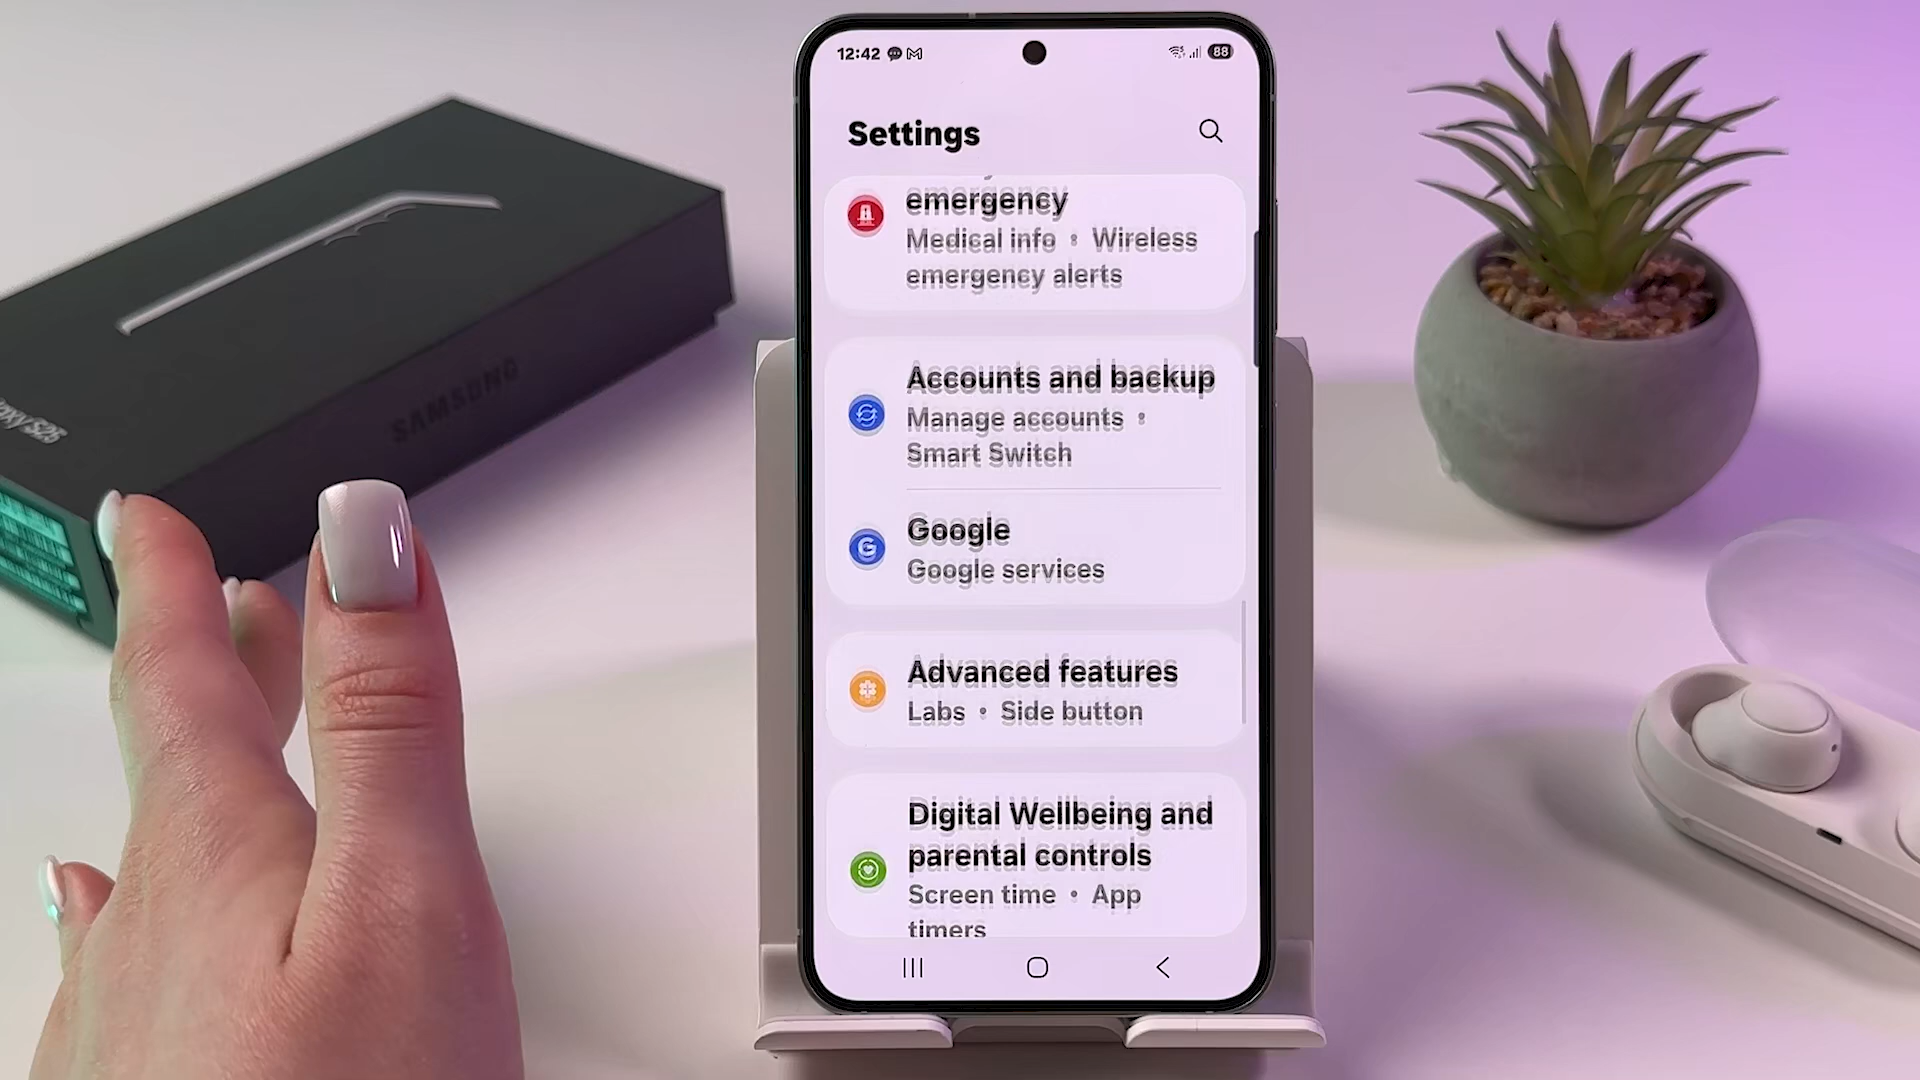 12:42
88
Settings
emergency
Medical info • Wireless
emergency alerts
Accounts and backup
Manage accounts •
Smart Switch
G
Google
Google services
Advanced features
Labs • Side button
Digital Wellbeing and
parental controls
Screen time • App
timers
SAMSUNG
S25